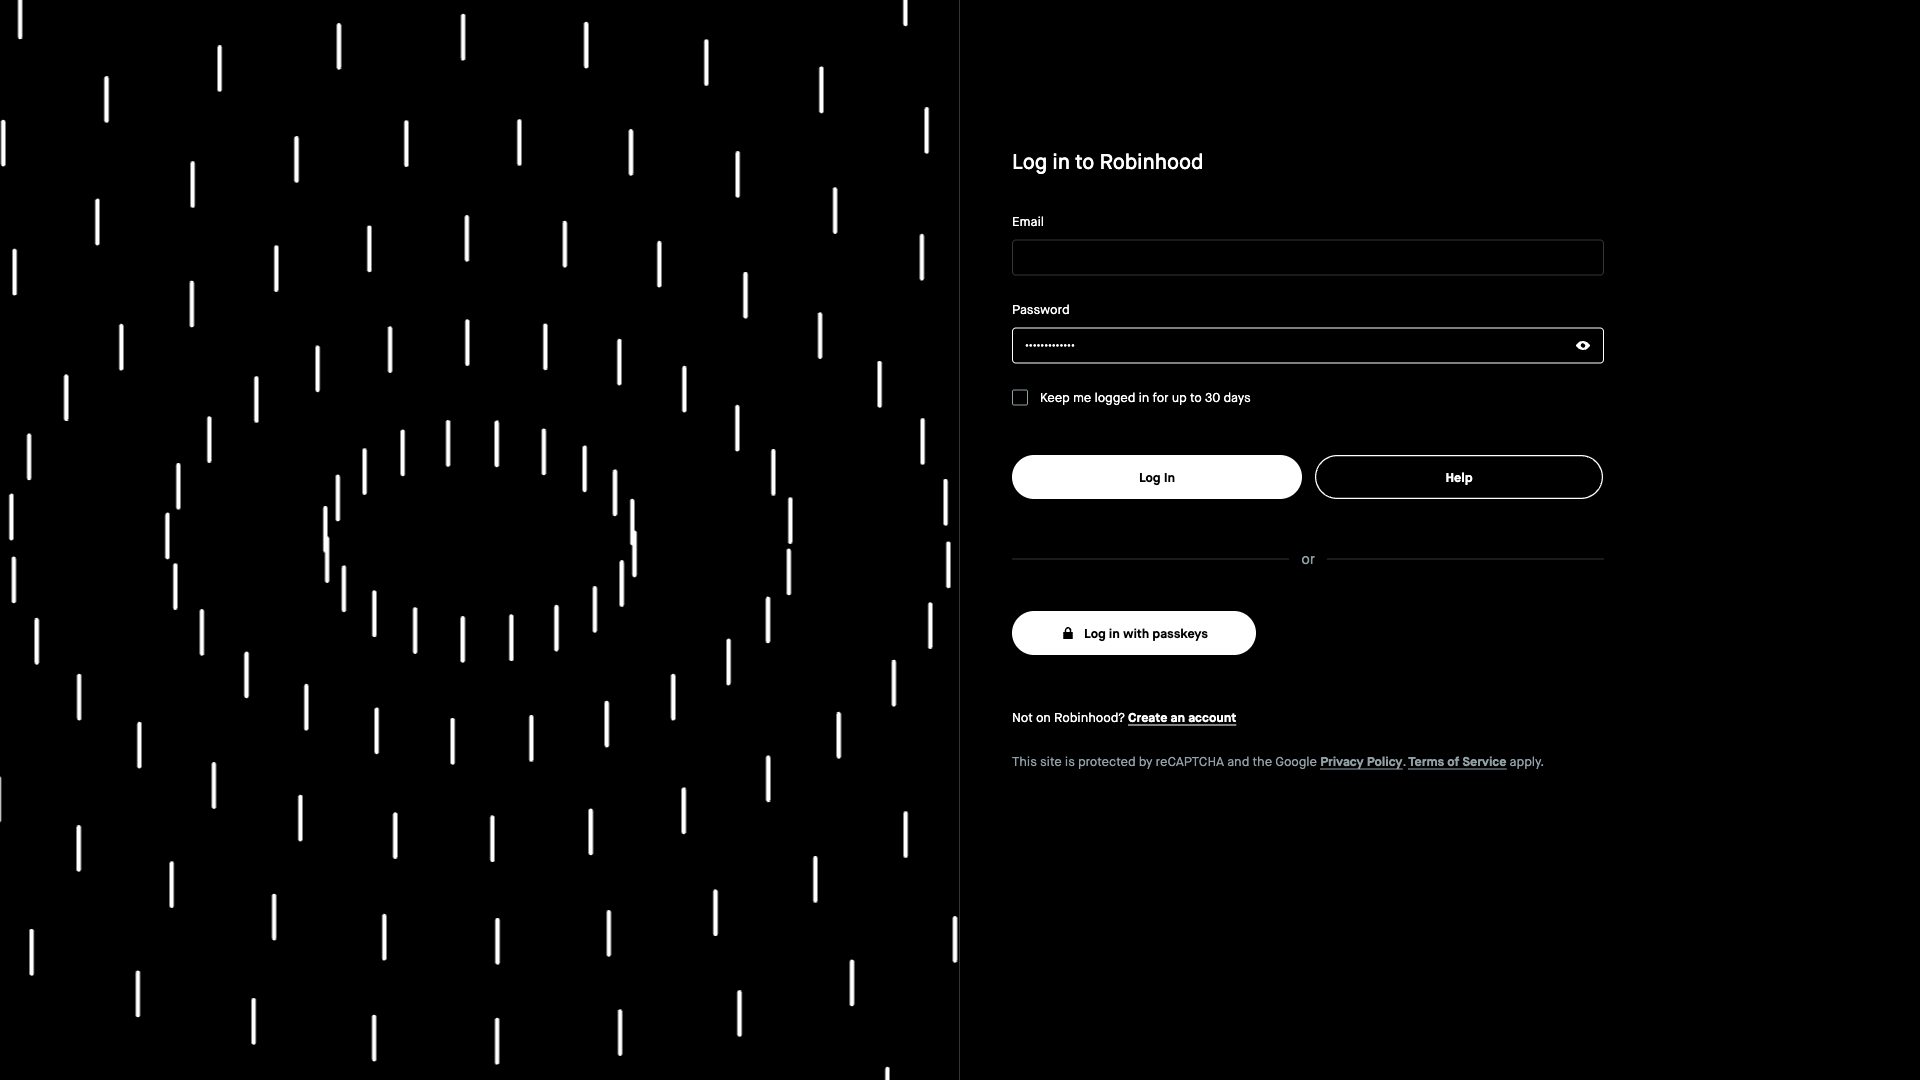 Log in to Robinhood
Email
Password
•••••••••••••
Keep me logged in for up to 30 days
Log In
Help
or
Log in with passkeys
Not on Robinhood? Create an account
This site is protected by reCAPTCHA and the Google Privacy Policy. Terms of Service apply.